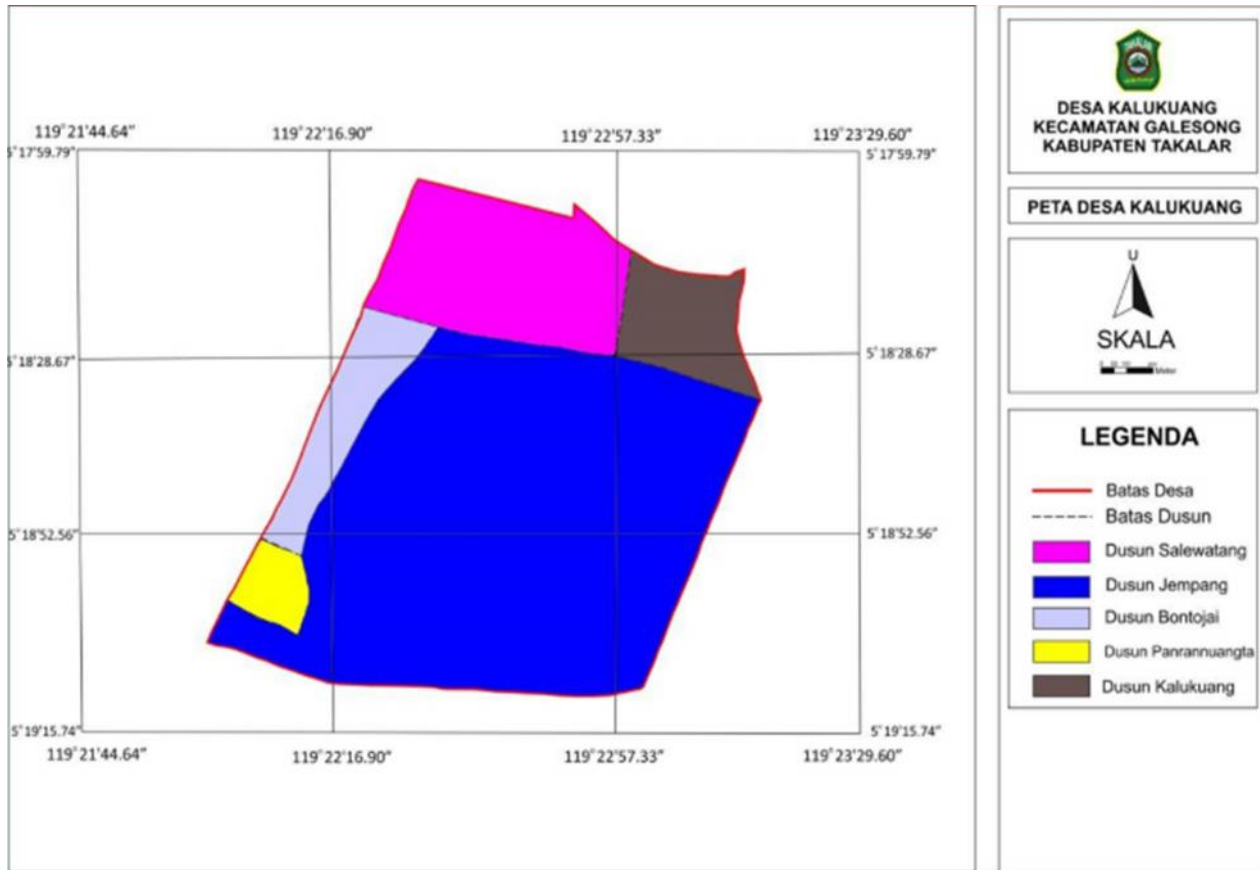 119°21'44.64" 119°22'16.90" 119°22'57.33" 119°23'29.60"
5°17'59.79" 5°17'59.79"
5°18'28.67" 5°18'28.67"
5°18'52.56" 5°18'52.56"
5°19'15.74" 5°19'15.74"
119°21'44.64" 119°22'16.90" 119°22'57.33" 119°23'29.60"
TAKALAR
DESA KALUKUANG
KECAMATAN GALESONG
KABUPATEN TAKALAR
PETA DESA KALUKUANG
U
SKALA
Meter
LEGENDA
Batas Desa
Batas Dusun
Dusun Salewatang
Dusun Jempang
Dusun Bontojai
Dusun Panrannuangta
Dusun Kalukuang